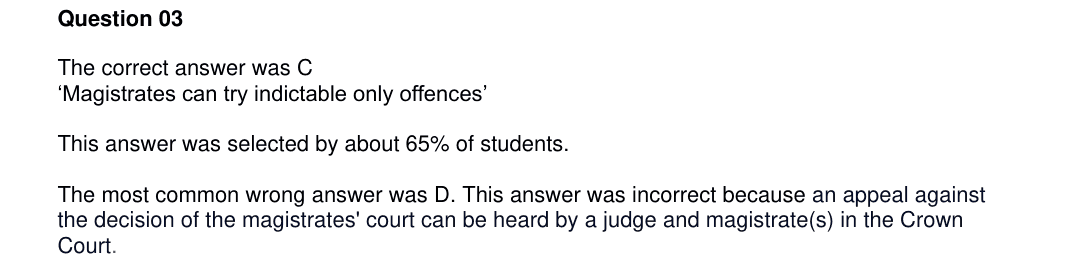 Question 03
The correct answer was C
‘Magistrates can try indictable only offences’
This answer was selected by about 65% of students.
The most common wrong answer was D. This answer was incorrect because an appeal against
the decision of the magistrates' court can be heard by a judge and magistrate(s) in the Crown
Court.